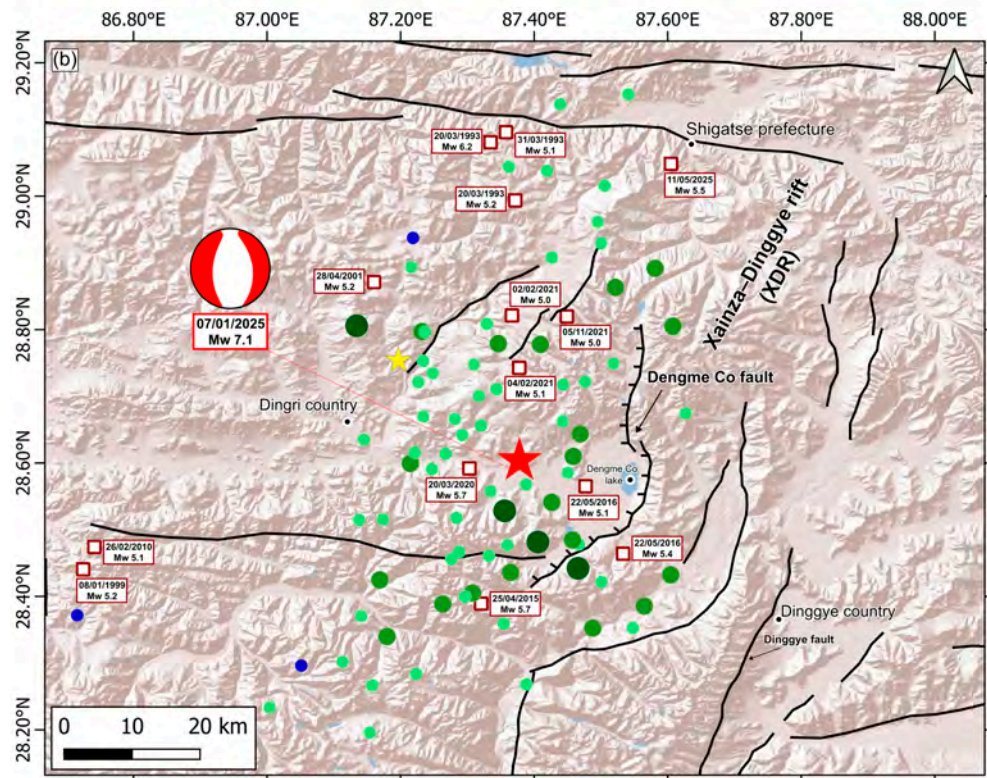 86.80°N 87.00°N 87.20°N 87.40°N 87.60°N 87.80°N 88.00°N
(b)
29.20°N
20/03/1993
Mw 6.2
31/03/1993
Mw 5.1
Shigatse prefecture
11/05/2025
Mw 5.5
29.00°N
20/03/1993
Mw 5.2
Xainza-Dinggye rift
(XDR)
28/04/2001
Mw 5.2
02/02/2021
Mw 5.0
07/01/2025
Mw 7.1
28.80°N
05/11/2021
Mw 5.0
04/02/2021
Mw 5.1
Dengme Co fault
Dingri country
28.60°N
20/03/2020
Mw 5.7
Dengme Co
lake
22/05/2016
Mw 5.1
26/02/2010
Mw 5.1
22/05/2016
Mw 5.4
08/01/1999
Mw 5.2
28.40°N
25/04/2015
Mw 5.7
Dinggye country
Dinggye fault
0 10 20 km
28.20°N